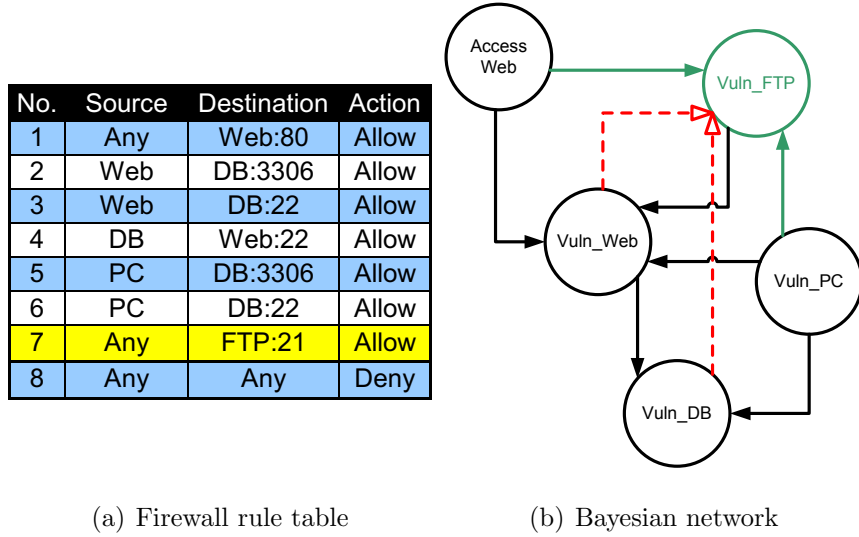 No. Source Destination Action
1 Any Web:80 Allow
2 Web DB:3306 Allow
3 Web DB:22 Allow
4 DB Web:22 Allow
5 PC DB:3306 Allow
6 PC DB:22 Allow
7 Any FTP:21 Allow
8 Any Any Deny
(a) Firewall rule table
Access
Web
Vuln_FTP
Vuln_Web
Vuln_PC
Vuln_DB
(b) Bayesian network